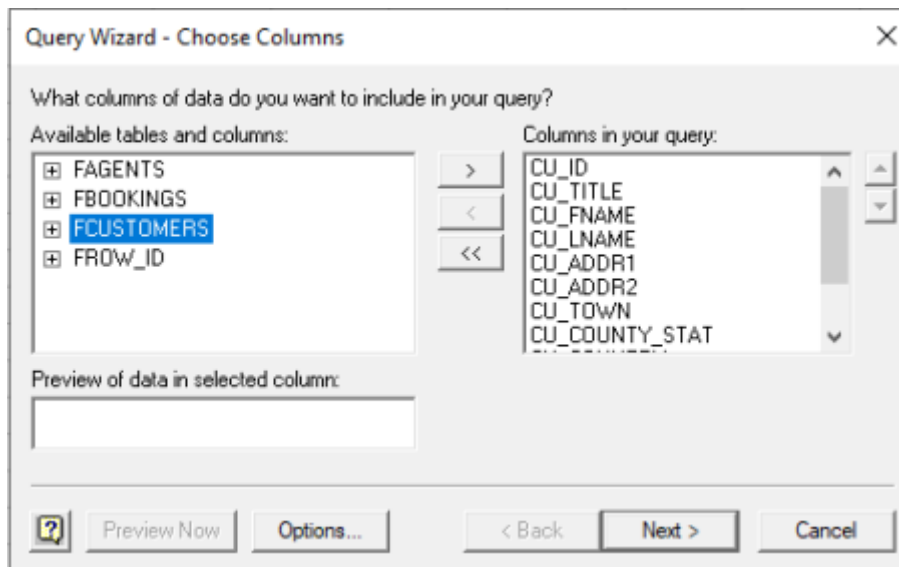 Query Wizard - Choose Columns
What columns of data do you want to include in your query?
Available tables and columns:
FAGENTS
FBOOKINGS
FCUSTOMERS
FROW_ID
>
<
<<
Columns in your query:
CU_ID
CU_TITLE
CU_FNAME
CU_LNAME
CU_ADDR1
CU_ADDR2
CU_TOWN
CU_COUNTY_STAT
Preview of data in selected column:
?
Preview Now
Options...
< Back
Next >
Cancel